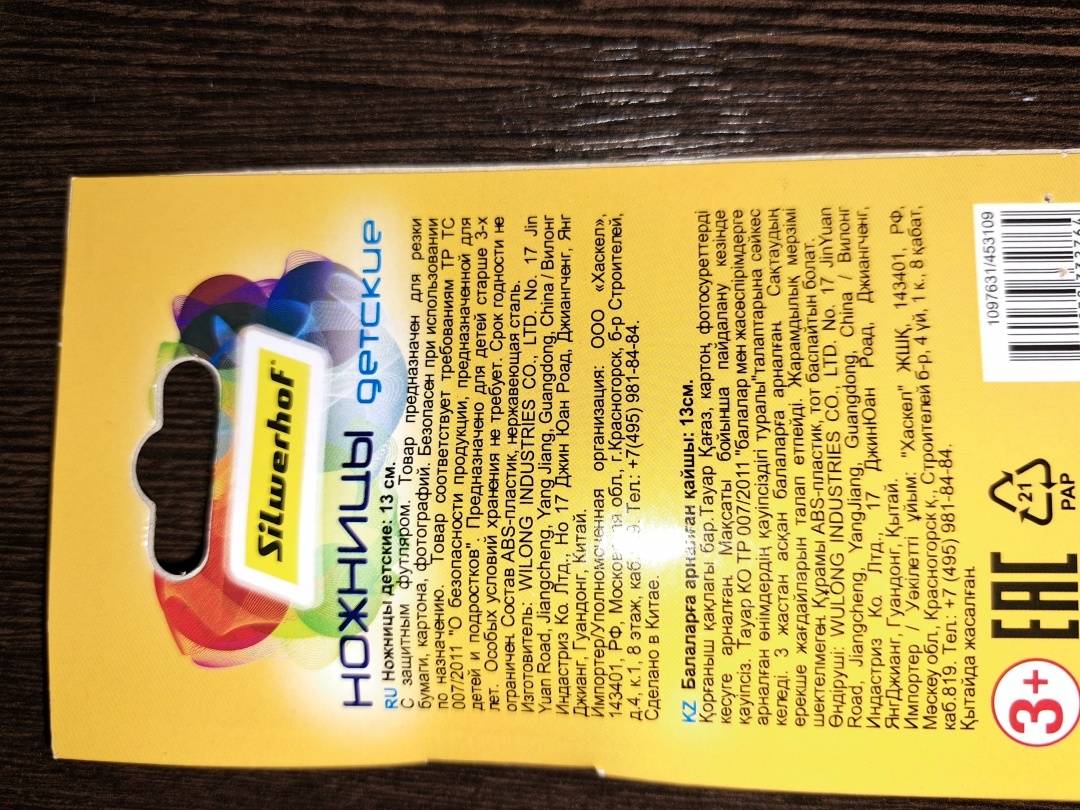 Silwerhof
НОЖНИЦЫ детские
RU Ножницы детские: 13 см.
С защитным футляром. Товар предназначен для резки
бумаги, картона, фотографий. Безопасен при использовании
по назначению. Товар соответствует требованиям ТР ТС
007/2011 "О безопасности продукции, предназначенной для
детей и подростков". Предназначено для детей старше 3-х
лет. Особых условий хранения не требует. Срок годности не
ограничен. Состав ABS-пластик, нержавеющая сталь.
Изготовитель: WILONG INDUSTRIES CO., LTD. No. 17 Jin
Yuan Road, Jiangcheng, Yang Jiang, Guangdong, China / Вилонг
Индастриз Ко. Лтд., Но 17 Джин Юан Роад, Джиангченг, Янг
Джианг, Гуандонг, Китай.
Импортер/Уполномоченная организация: ООО «Хаскел»,
143401, РФ, Московская обл., г.Красногорск, б-р Строителей,
д.4, к.1, 8 этаж, каб. 9. Тел.: +7(495) 981-84-84.
Сделано в Китае.
KZ Балаларға арналған қайшы: 13см.
Қорғаныш қақпағы бар.Тауар Қағаз, картон, фотосуреттерді
кесуге арналған. Мақсаты бойынша пайдалану кезінде
қауіпсіз. Тауар КО ТР007/2011 "балалар мен жасөспірімдерге
арналған өнімдердің қауіпсіздігі туралы"талаптарына сәйкес
келеді. 3 жастан асқан балаларға арналған. Сақтаудың
ерекше жағдайларын талап етпейді. Жарамдылық мерзімі
шектелмеген. Құрамы ABS-пластик, тот баспайтын болат.
Өндіруші: WULONG INDUSTRIES CO., LTD. No. 17 JinYuan
Road, Jiangcheng, YangJiang, Guangdong, China / Вилонг
Индастриз Ко. Лтд., 17 ДжинЮан Роад, Джиангченг,
ЯнгДжианг, Гуандонг, Қытай.
Импортер / Уәкілетті ұйым: "Хаскел" ЖШҚ, 143401, РФ,
Мәскеу обл, Красногорск қ., Строителей б-р, 4 үй, 1 к., 8 қабат,
каб.819. Тел.: +7 (495) 981-84-84.
Қытайда жасалған.
3+
EAC
21
PAP
1097631/453109